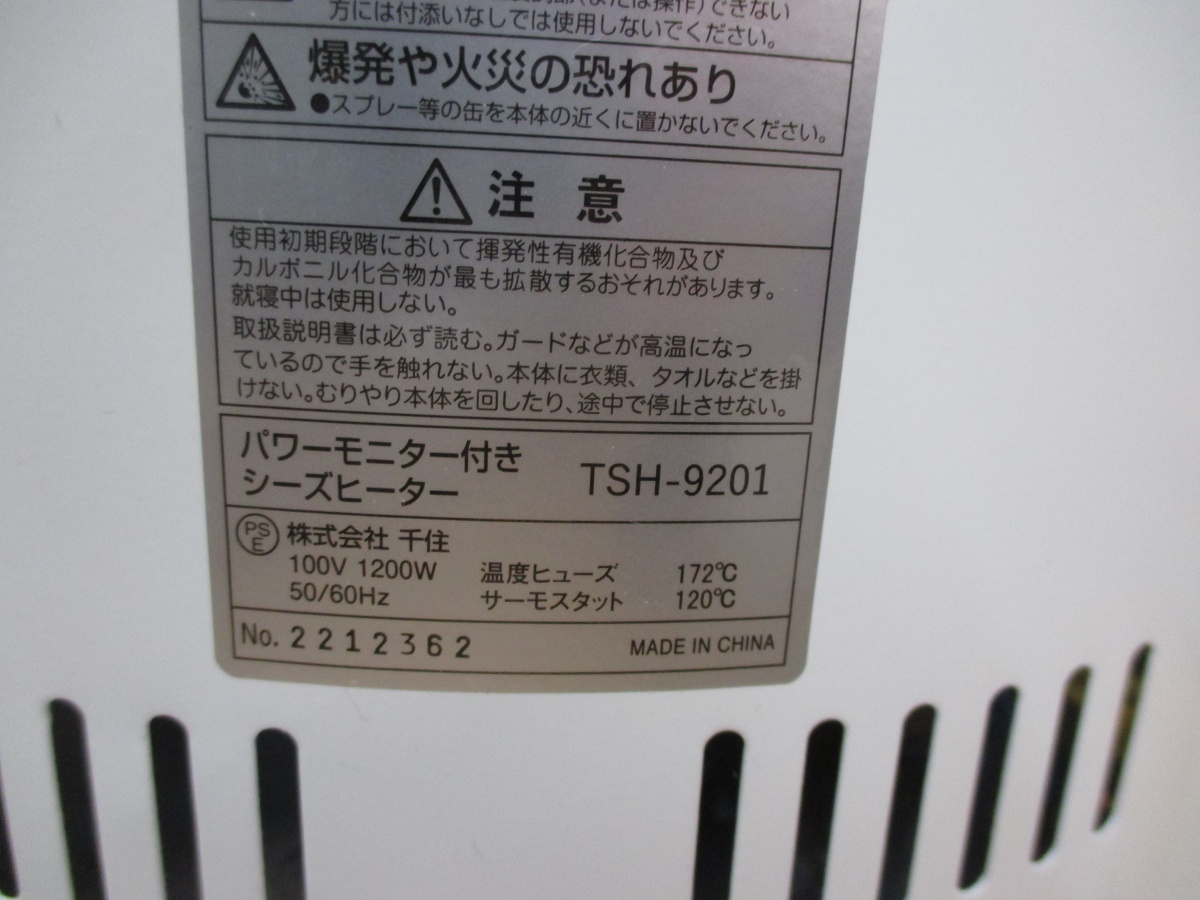 (または操作)できない
方には付添いなしでは使用しないでください。
爆発や火災の恐れあり
●スプレー等の缶を本体の近くに置かないでください。
注 意
使用初期段階において揮発性有機化合物及び
カルボニル化合物が最も拡散するおそれがあります。
就寝中は使用しない。
取扱説明書は必ず読む。ガードなどが高温になっ
ているので手を触れない。本体に衣類、タオルなどを掛
けない。むりやり本体を回したり、途中で停止させない。
パワーモニター付き
シーズヒーター
TSH-9201
PS
E
株式会社 千住
100V 1200W 温度ヒューズ 172℃
50/60Hz サーモスタット 120℃
No. 2212362 MADE IN CHINA